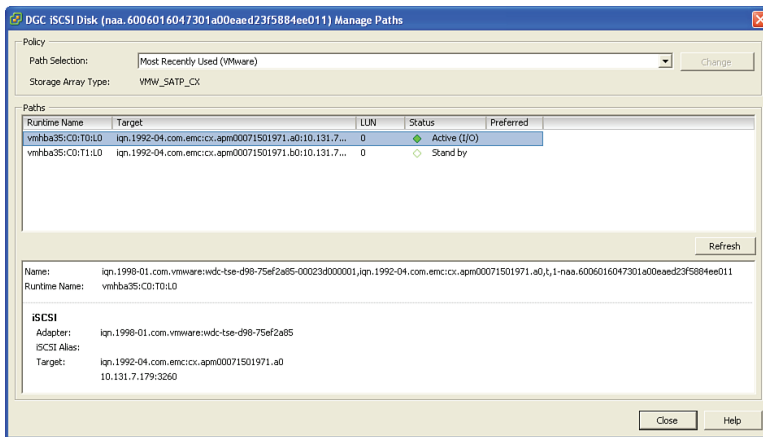 DGC iSCSI Disk (naa.6006016047301a00eaed23f5884ee011) Manage Paths
Policy
Path Selection: Most Recently Used (VMware) Change
Storage Array Type: VMW_SATP_CX
Paths
Runtime Name Target LUN Status Preferred
vmhba35:C0:T0:L0 iqn.1992-04.com.emc:cx.apm00071501971.a0:10.131.7... 0 Active (I/O)
vmhba35:C0:T1:L0 iqn.1992-04.com.emc:cx.apm00071501971.b0:10.131.7... 0 Stand by
Refresh
Name: iqn.1998-01.com.vmware:wdc-tse-d98-75ef2a85-00023d000001,iqn.1992-04.com.emc:cx.apm00071501971.a0,t,1-naa.6006016047301a00eaed23f5884ee011
Runtime Name: vmhba35:C0:T0:L0
iSCSI
Adapter: iqn.1998-01.com.vmware:wdc-tse-d98-75ef2a85
iSCSI Alias:
Target: iqn.1992-04.com.emc:cx.apm00071501971.a0
10.131.7.179:3260
Close Help